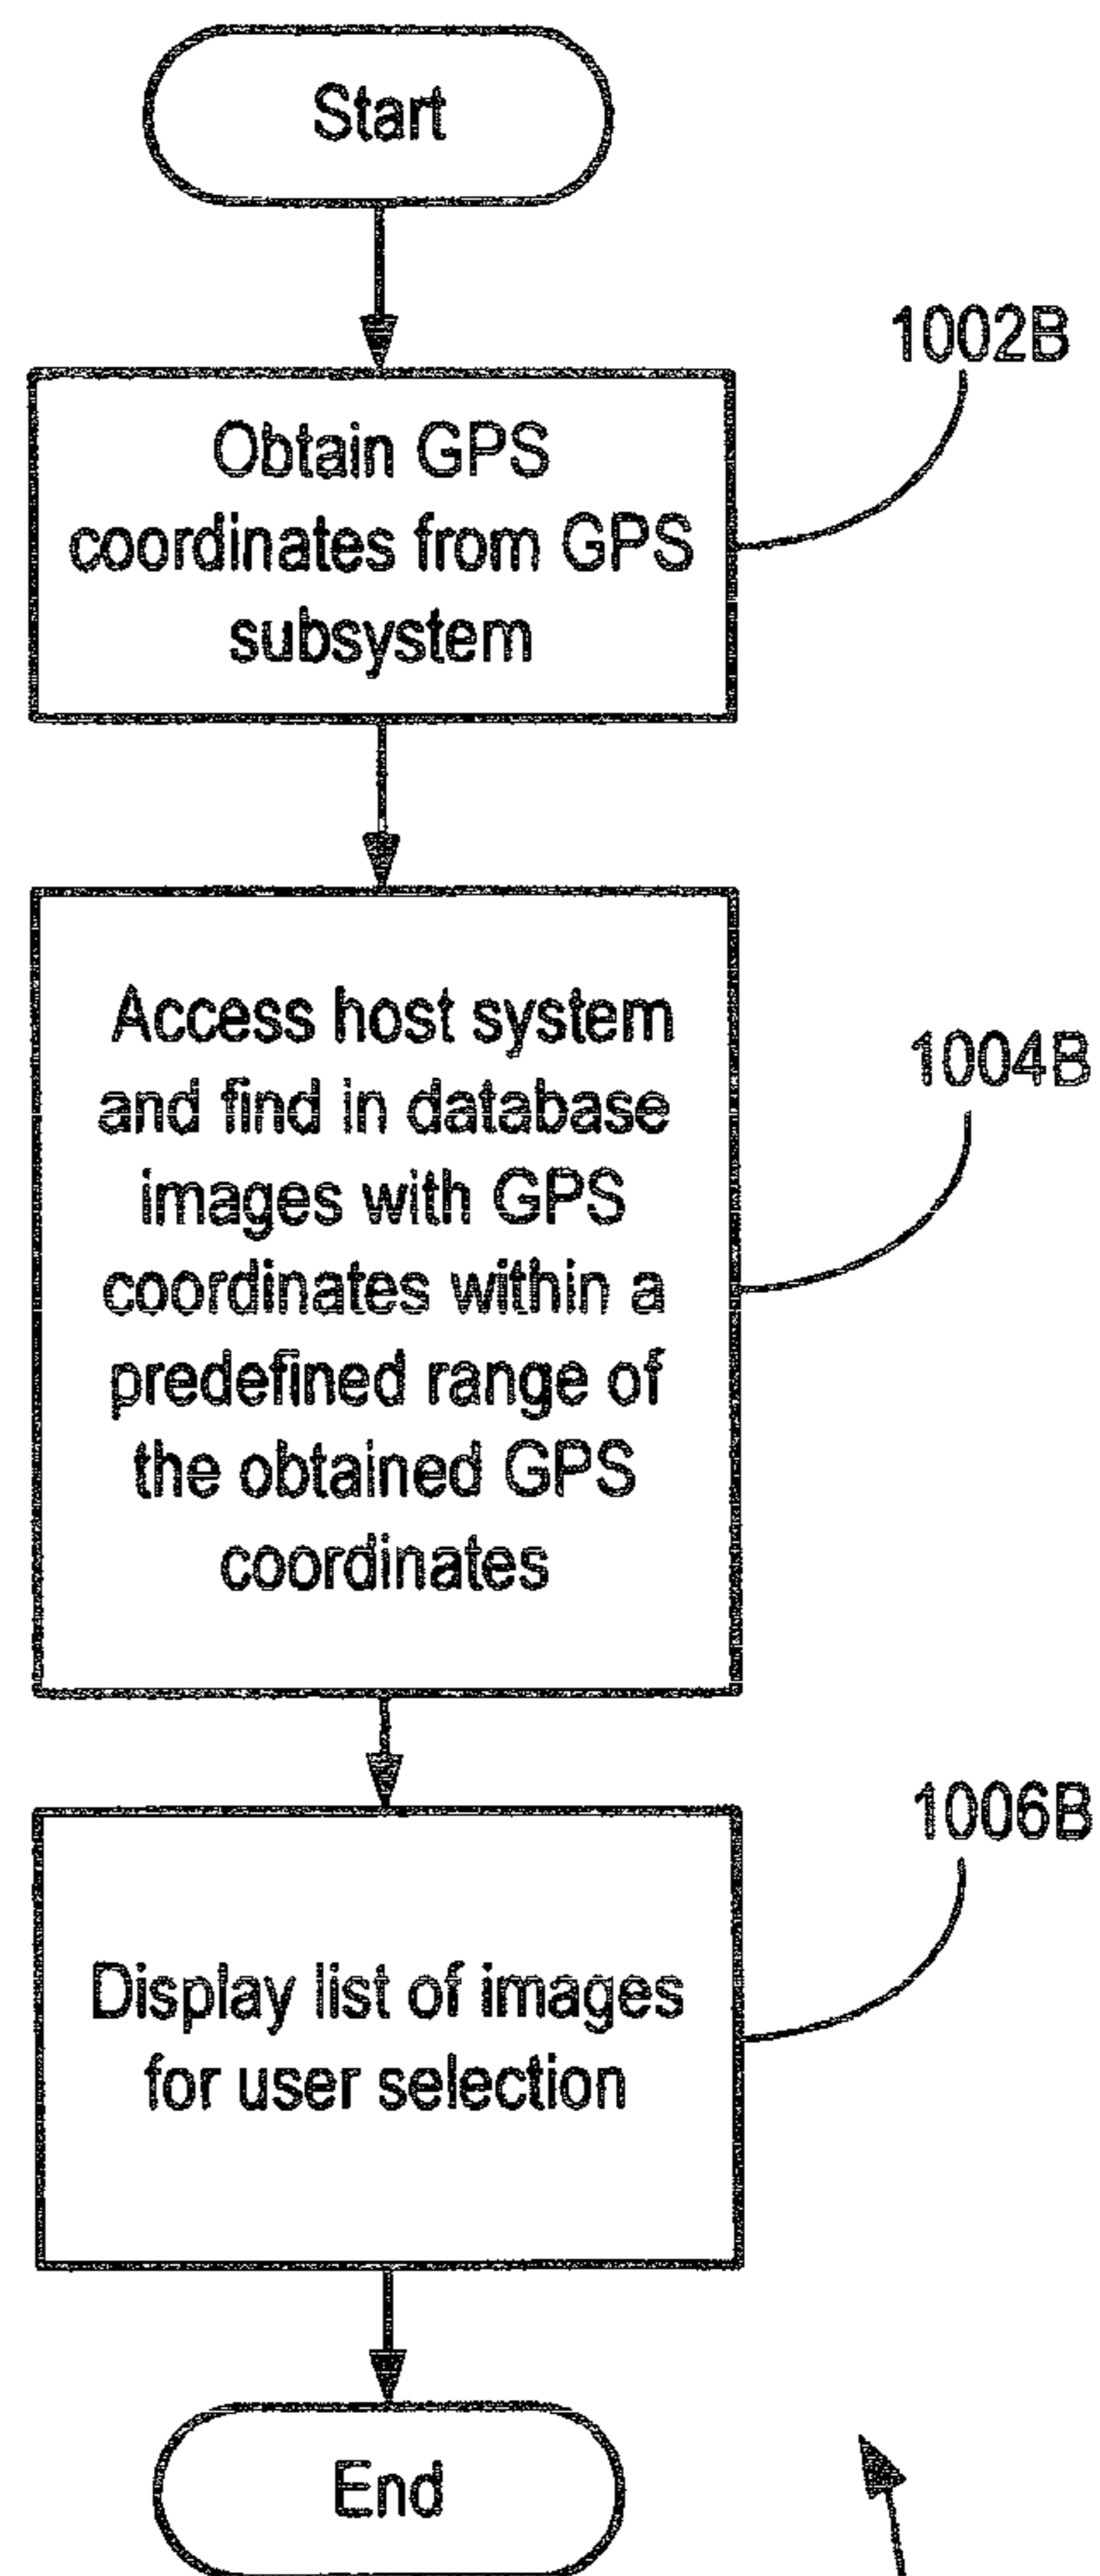 Start
1002B
Obtain GPS
coordinates from GPS
subsystem
Access host system
and find in database
images with GPS
coordinates within a
predefined range of
the obtained GPS
coordinates
1004B
1006B
Display list of images
for user selection
End